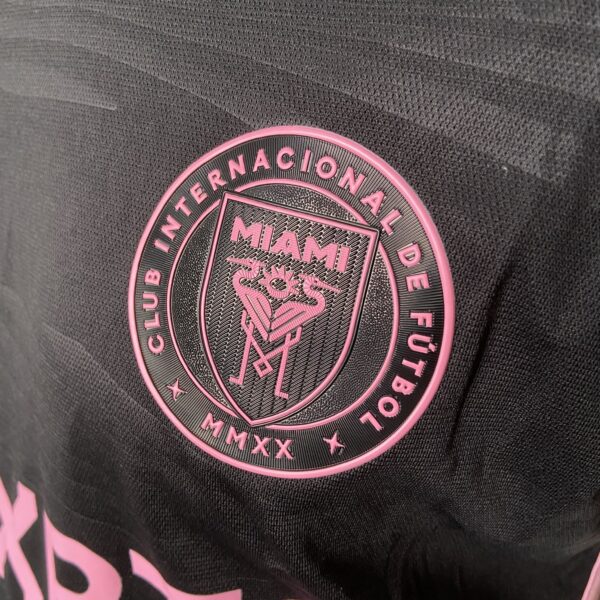 CLUB INTERNACIONAL DE FÚTBOL
MIAMI
MMXX